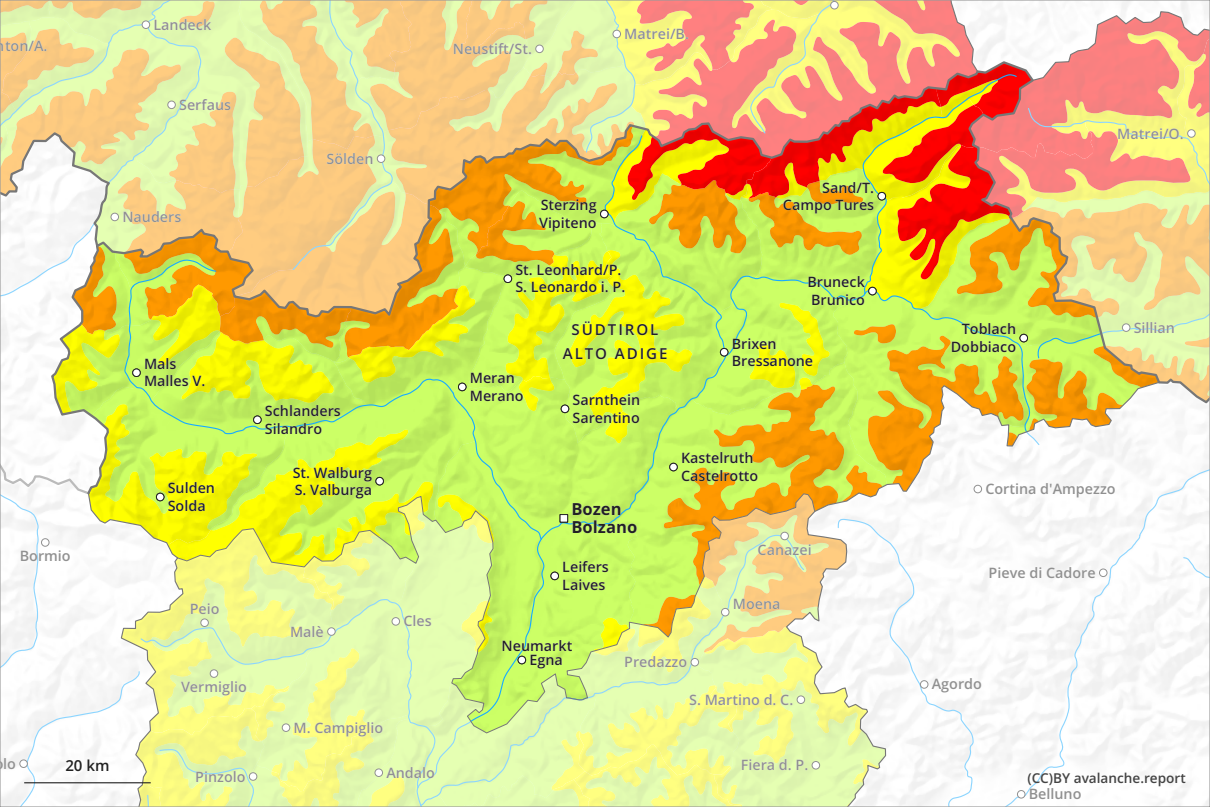 Landeck
nton/A.
Neustift/St.
Matrei/B
Serfaus
Matrei/O.
Sölden
Nauders
Sand/T.
Campo Tures
Sterzing
Vipiteno
St. Leonhard/P.
S. Leonardo i. P.
Bruneck
Brunico
SÜDTIROL
ALTO ADIGE
Toblach
Dobbiaco
Sillian
Brixen
Bressanone
Mals
Malles V.
Meran
Merano
Sarnthein
Sarentino
Schlanders
Silandro
Kastelruth
Castelrotto
St. Walburg
S. Valburga
Sulden
Solda
Cortina d'Ampezzo
Bozen
Bolzano
Bormio
Canazei
Leifers
Laives
Pieve di Cadore
Peio
Moena
Cles
Malè
Neumarkt
Egna
Predazzo
Vermiglio
Agordo
S. Martino d. C.
M. Campiglio
olo
20 km
Pinzolo
Andalo
Fiera d. P.
(CC)BY avalanche.report
Belluno